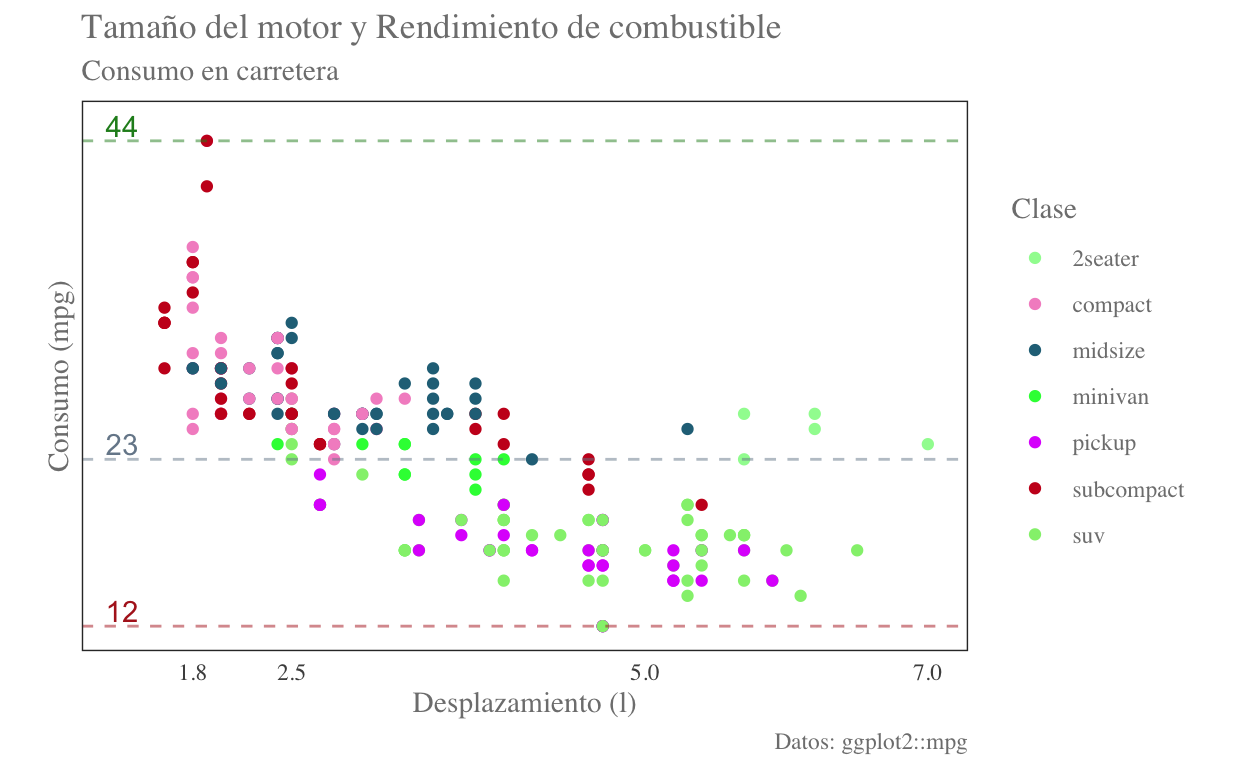 Tamaño del motor y Rendimiento de combustible
Consumo en carretera
44
23
12
Consumo (mpg)
1.8 2.5 5.0 7.0
Desplazamiento (l)
Datos: ggplot2::mpg
Clase
2seater
compact
midsize
minivan
pickup
subcompact
suv